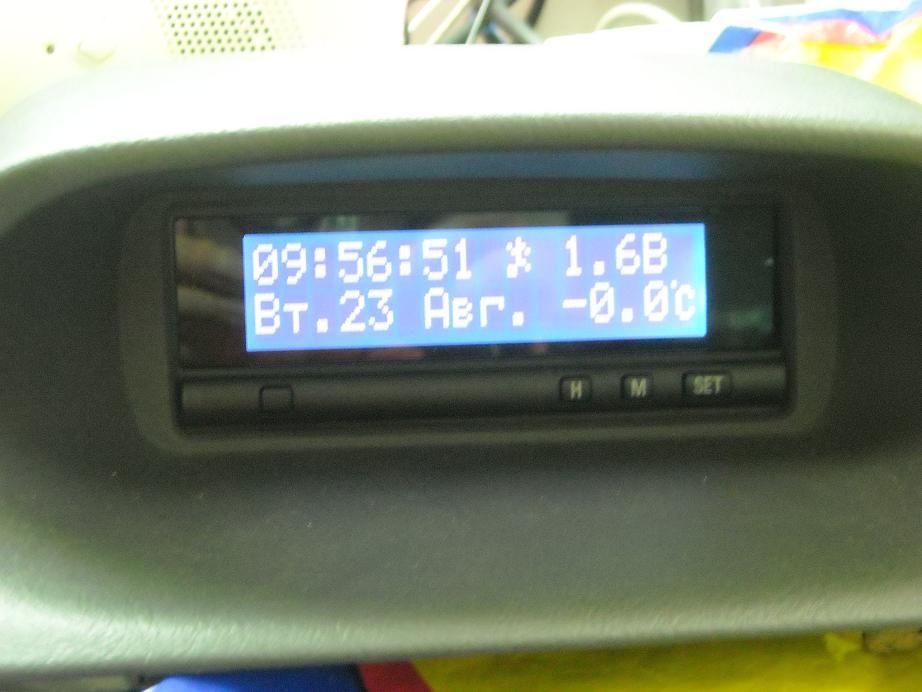 09:56:51 * 1.6В
Вт.23 Авг. -0.0°c
H M SET